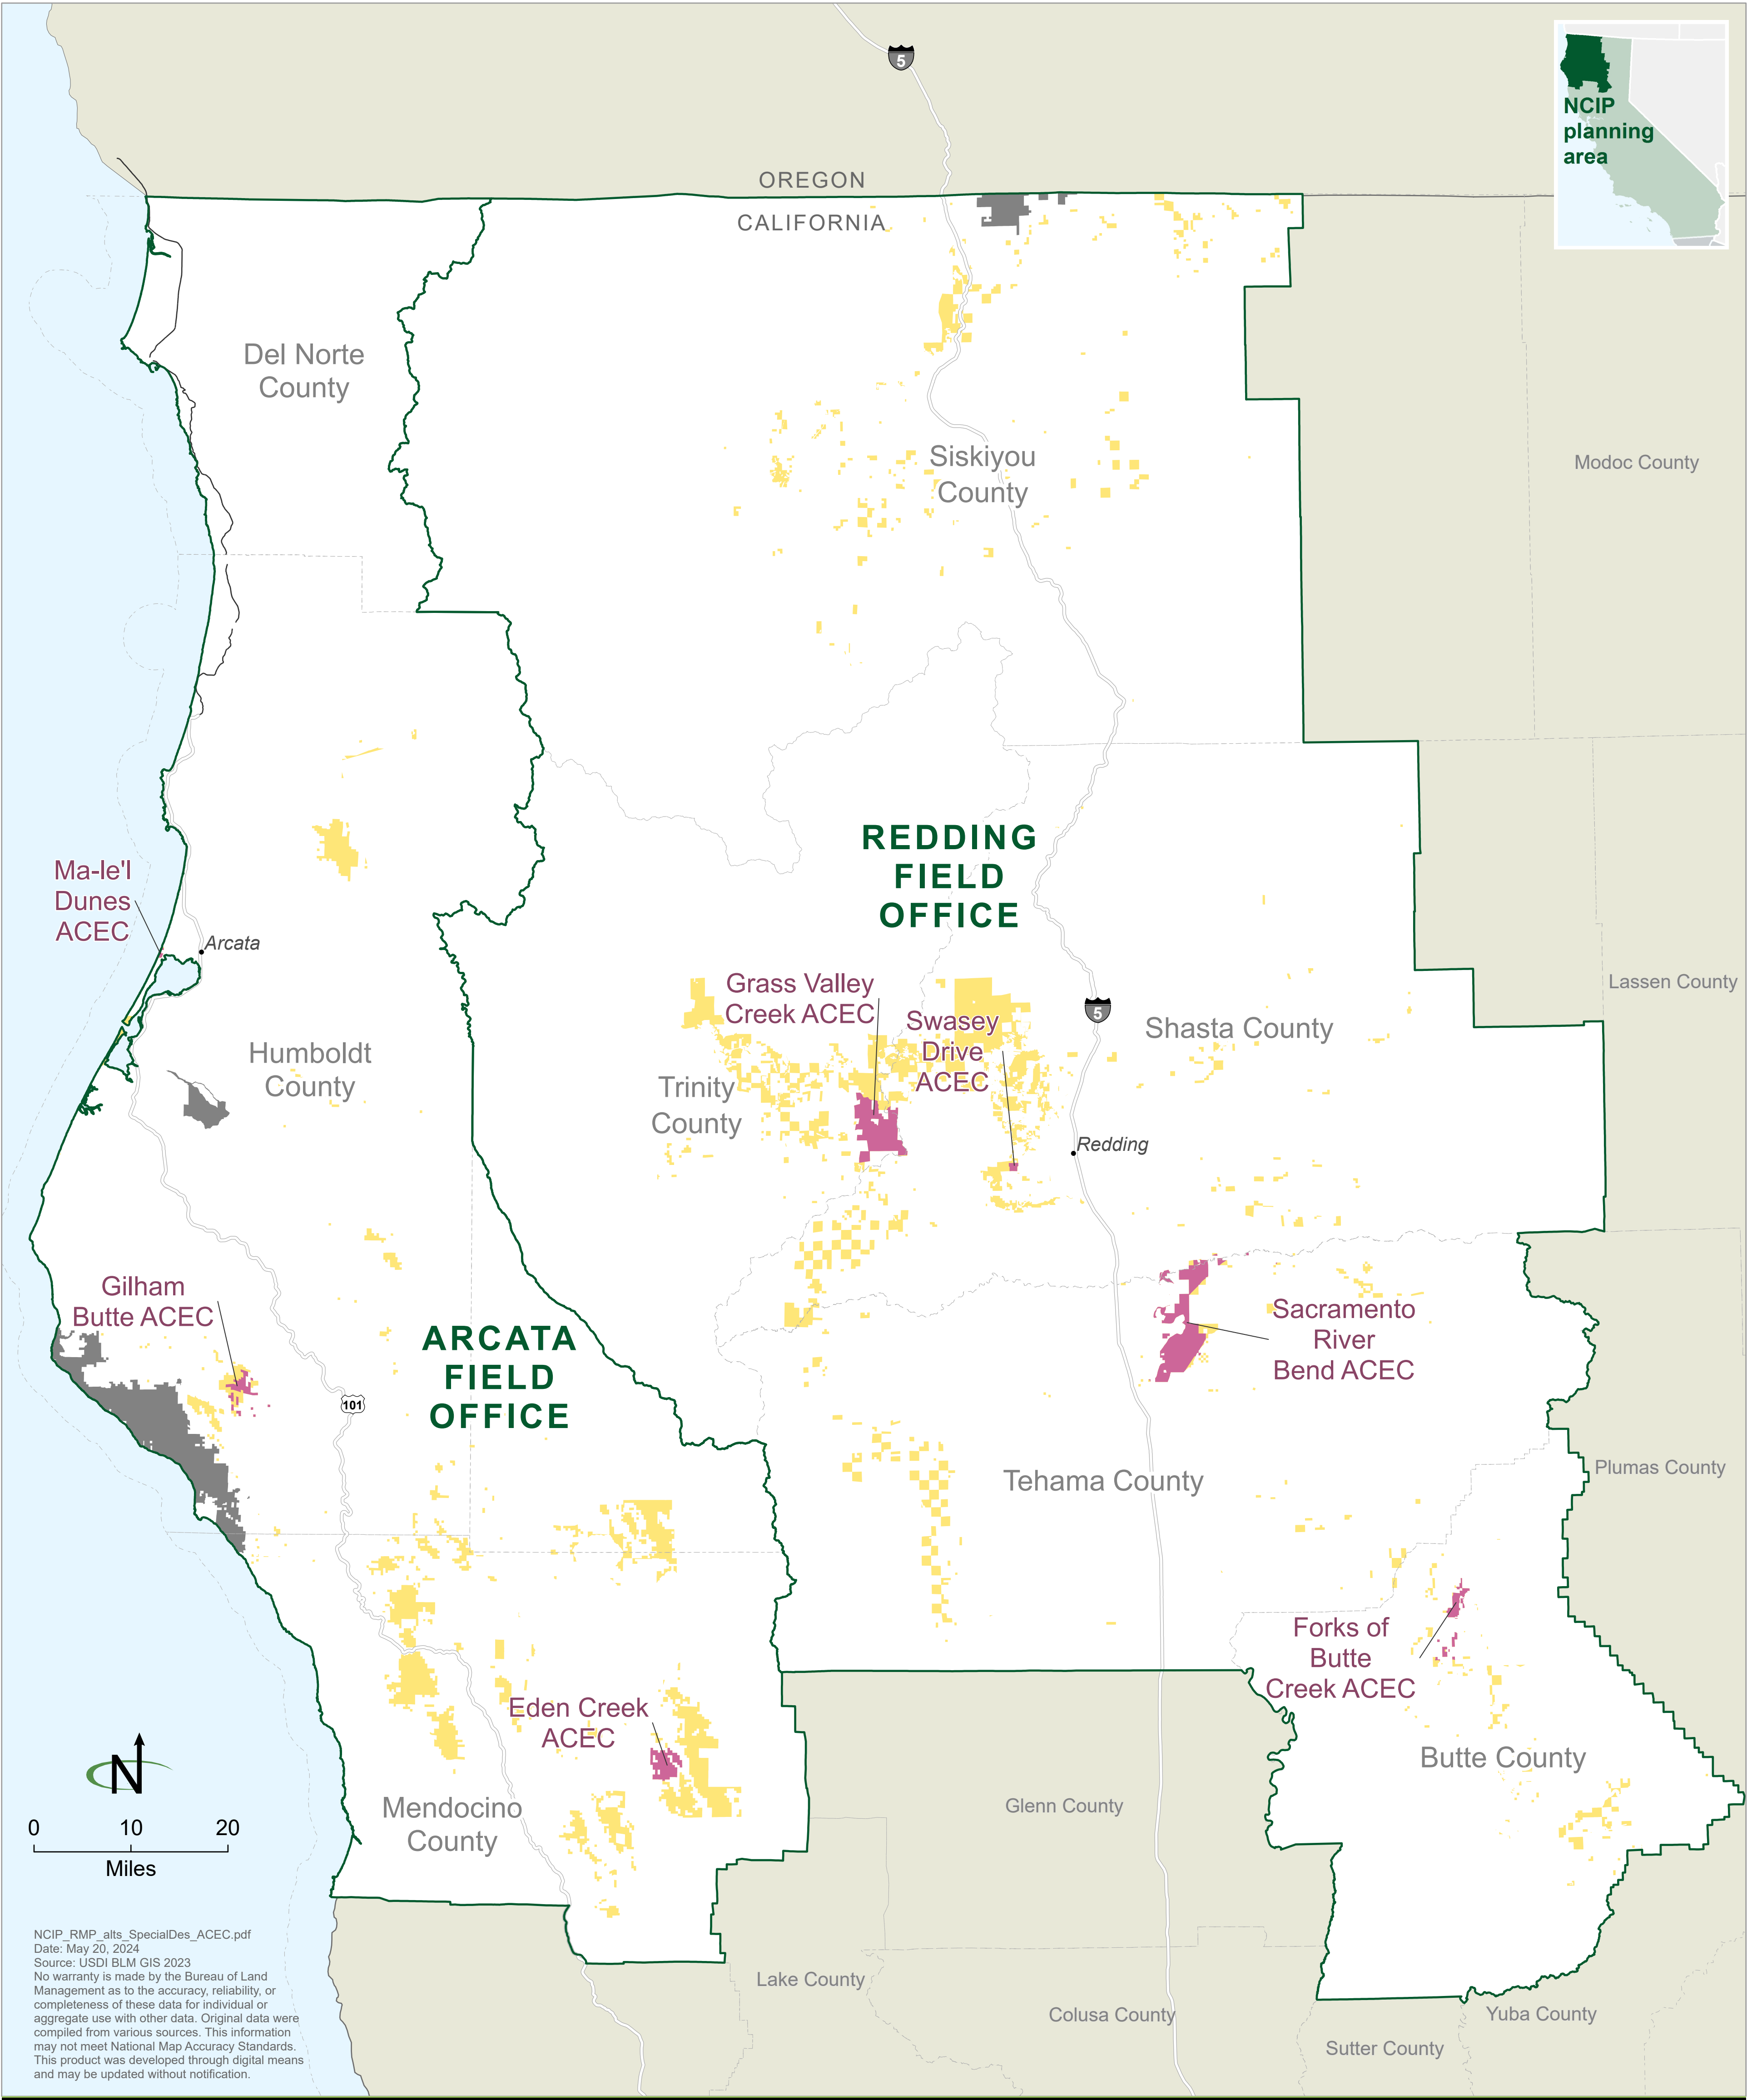 5
NCIP
planning
area
OREGON
CALIFORNIA
Del Norte
County
Siskiyou
County
Modoc County
REDDING
FIELD
OFFICE
Ma-le'l
Dunes
ACEC
Arcata
Grass Valley
Creek ACEC
Swasey
Drive
ACEC
5
Lassen County
Shasta County
Humboldt
County
Trinity
County
Redding
Gilham
Butte ACEC
ARCATA
FIELD
OFFICE
101
Sacramento
River
Bend ACEC
Tehama County
Plumas County
Forks of
Butte
Creek ACEC
Eden Creek
ACEC
Butte County
N
Mendocino
County
Glenn County
0 10 20
Miles
NCIP_RMP_alts_SpecialDes_ACEC.pdf
Date: May 20, 2024
Source: USDI BLM GIS 2023
No warranty is made by the Bureau of Land
Management as to the accuracy, reliability, or
completeness of these data for individual or
aggregate use with other data. Original data were
compiled from various sources. This information
may not meet National Map Accuracy Standards.
This product was developed through digital means
and may be updated without notification.
Lake County
Colusa County
Yuba County
Sutter County